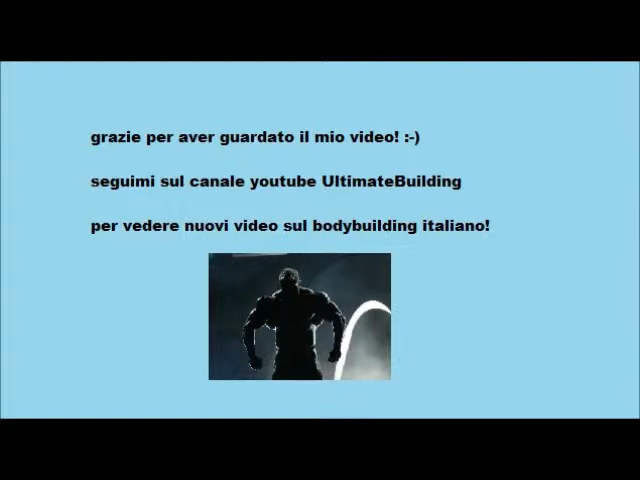 grazie per aver guardato il mio video! :-)
seguimi sul canale youtube UltimateBuilding
per vedere nuovi video sul bodybuilding italiano!